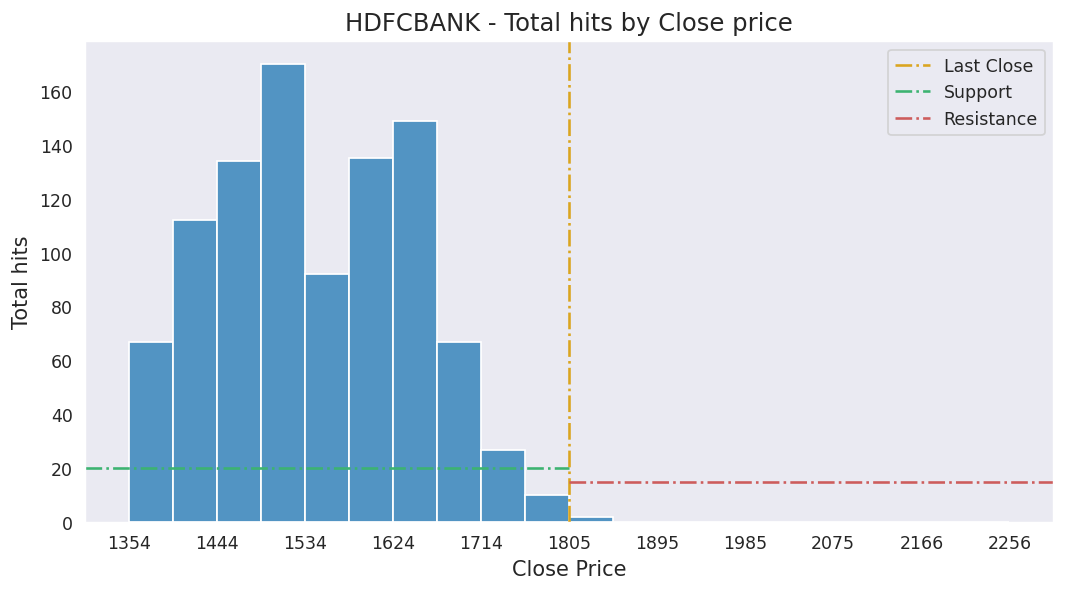 HDFCBANK - Total hits by Close price
Last Close
Support
Resistance
Total hits
160
140
120
100
80
60
40
20
0
1354 1444 1534 1624 1714 1805 1895 1985 2075 2166 2256
Close Price